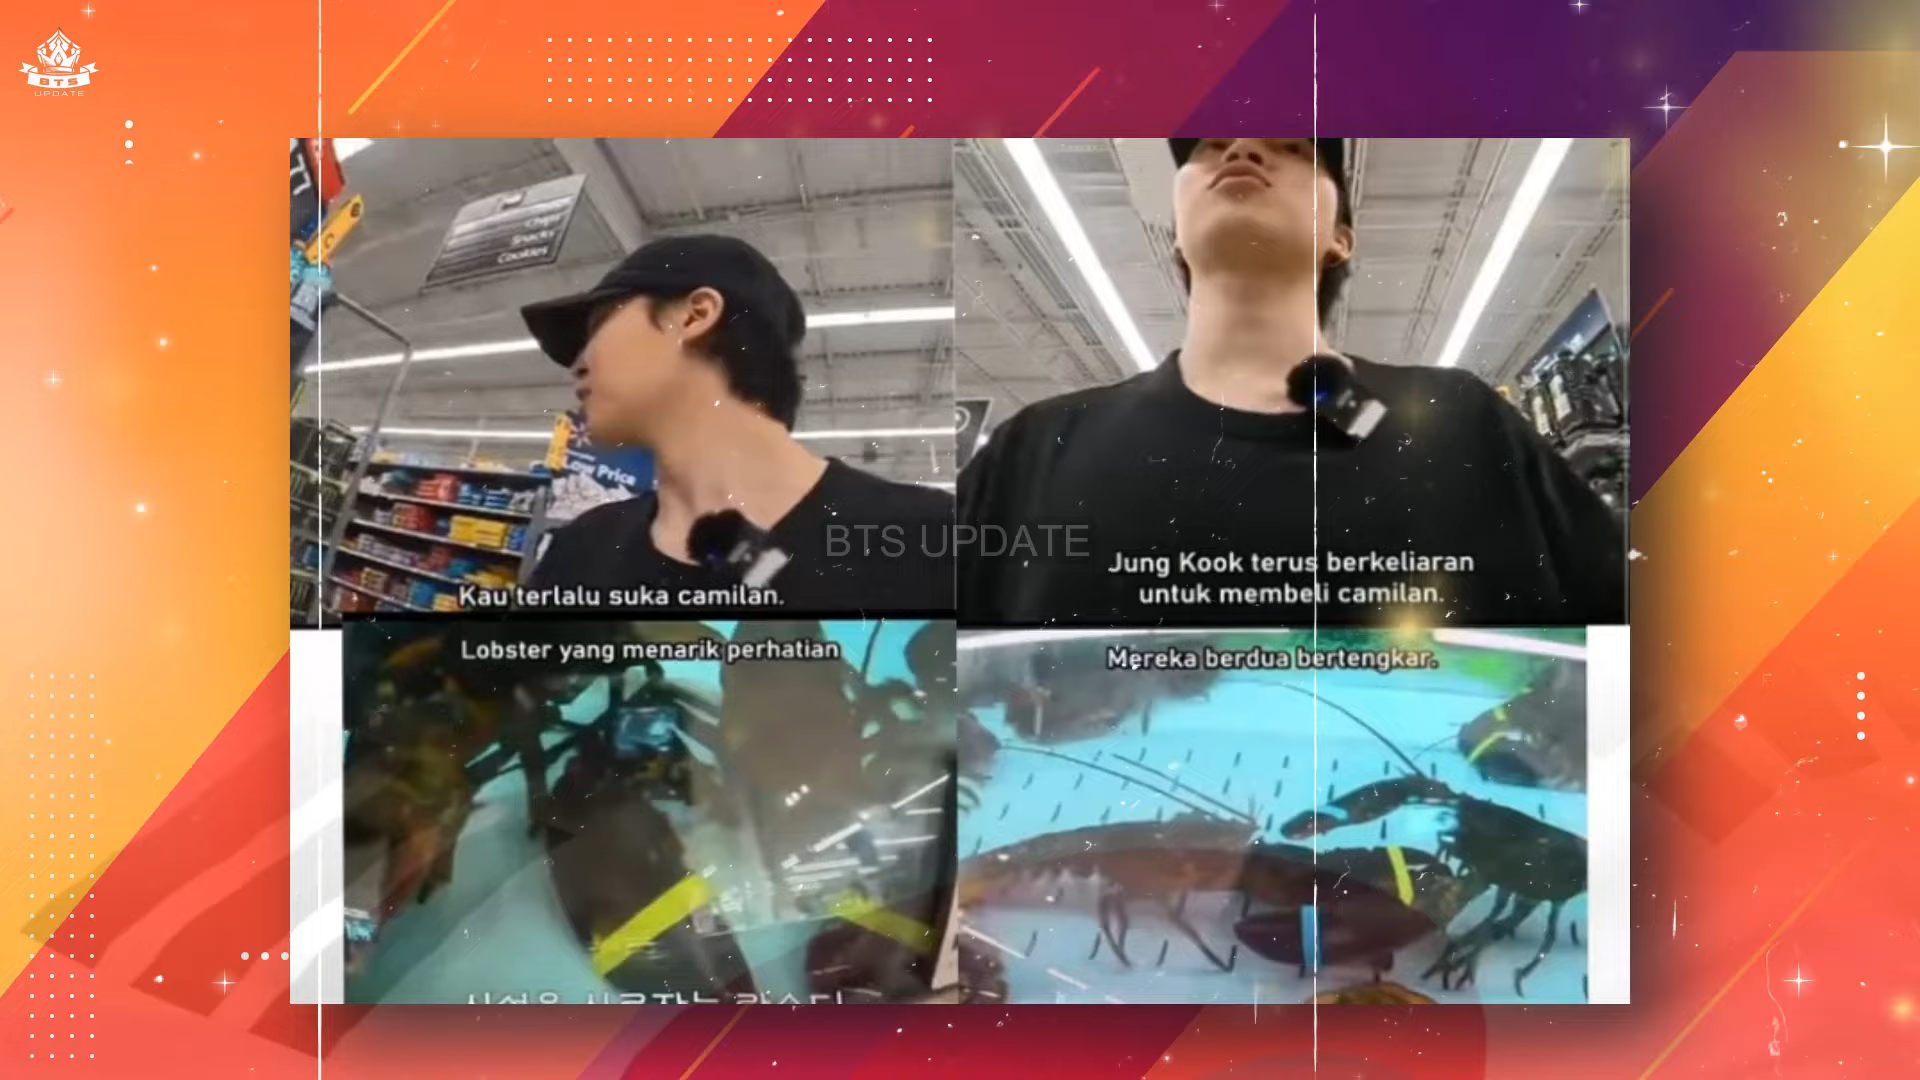 BTS
UPDATE
Chips
Snacks
Cookies
Low Price
BTS UPDATE
Kau terlalu suka camilan.
Jung Kook terus berkeliaran
untuk membeli camilan.
Lobster yang menarik perhatian
Mereka berdua bertengkar.